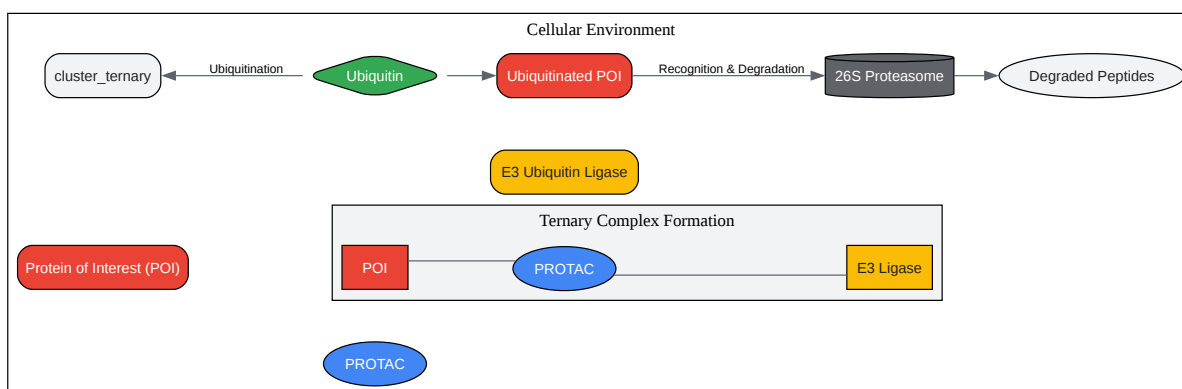 Cellular Environment
cluster_ternary
Ubiquitination
Ubiquitin
Ubiquitinated POI
Recognition & Degradation
26S Proteasome
Degraded Peptides
E3 Ubiquitin Ligase
Ternary Complex Formation
Protein of Interest (POI)
POI
PROTAC
E3 Ligase
PROTAC